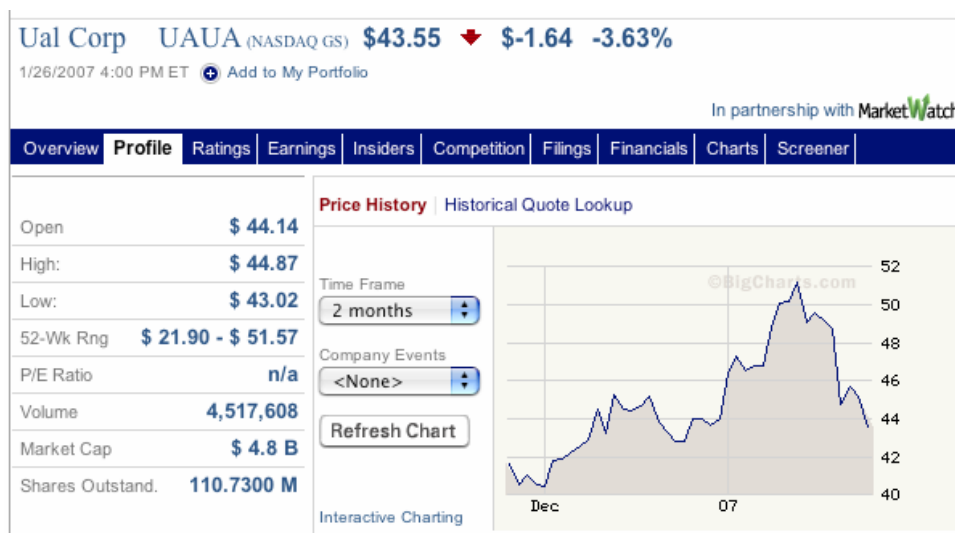 Ual Corp UAUA (NASDAQ GS) $43.55 $-1.64 -3.63%
1/26/2007 4:00 PM ET Add to My Portfolio
In partnership with MarketWatch
Overview Profile Ratings Earnings Insiders Competition Filings Financials Charts Screener
Price History Historical Quote Lookup
Open $ 44.14
High: $ 44.87
Low: $ 43.02
52-Wk Rng $ 21.90 - $ 51.57
P/E Ratio n/a
Volume 4,517,608
Market Cap $ 4.8 B
Shares Outstand. 110.7300 M
Time Frame
2 months
Company Events
<None>
Refresh Chart
Interactive Charting
©BigCharts.com
52
50
48
46
44
42
40
Dec 07